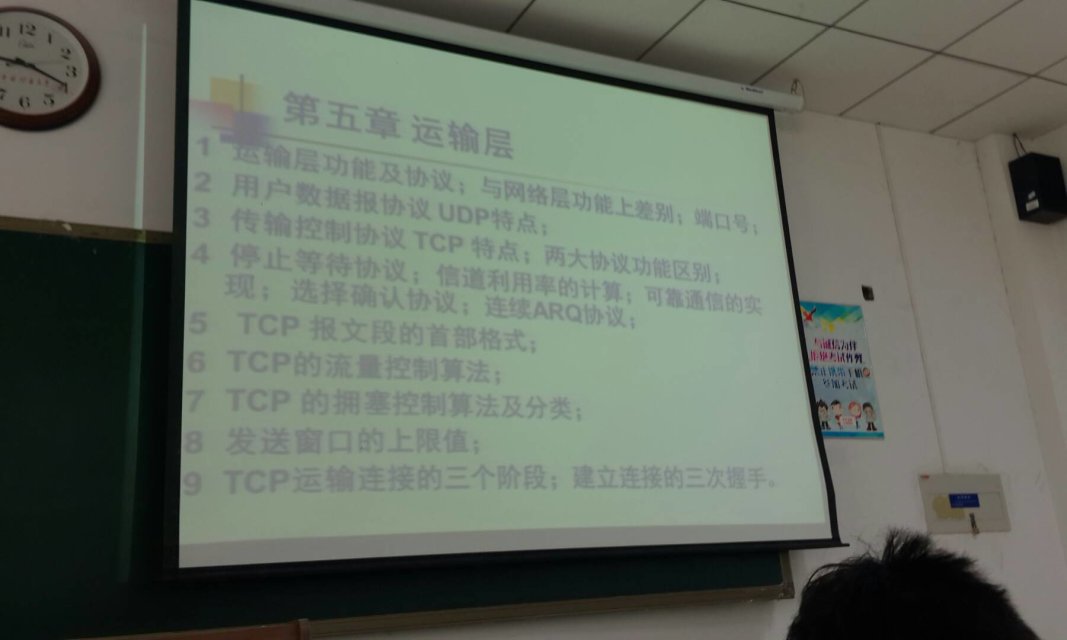 第五章 运输层
1 运输层功能及协议；与网络层功能上差别；端口号；
2 用户数据报协议 UDP特点；
3 传输控制协议 TCP 特点；两大协议功能区别；
4 停止等待协议；信道利用率的计算；可靠通信的实
现；选择确认协议；连续ARQ协议；
5 TCP 报文段的首部格式；
6 TCP的流量控制算法；
7 TCP 的拥塞控制算法及分类；
8 发送窗口的上限值；
9 TCP运输连接的三个阶段；建立连接的三次握手。
12
1
2
3
5
6
7
与诚信为伴
拒绝考试作弊
禁止携带手机
参加考试